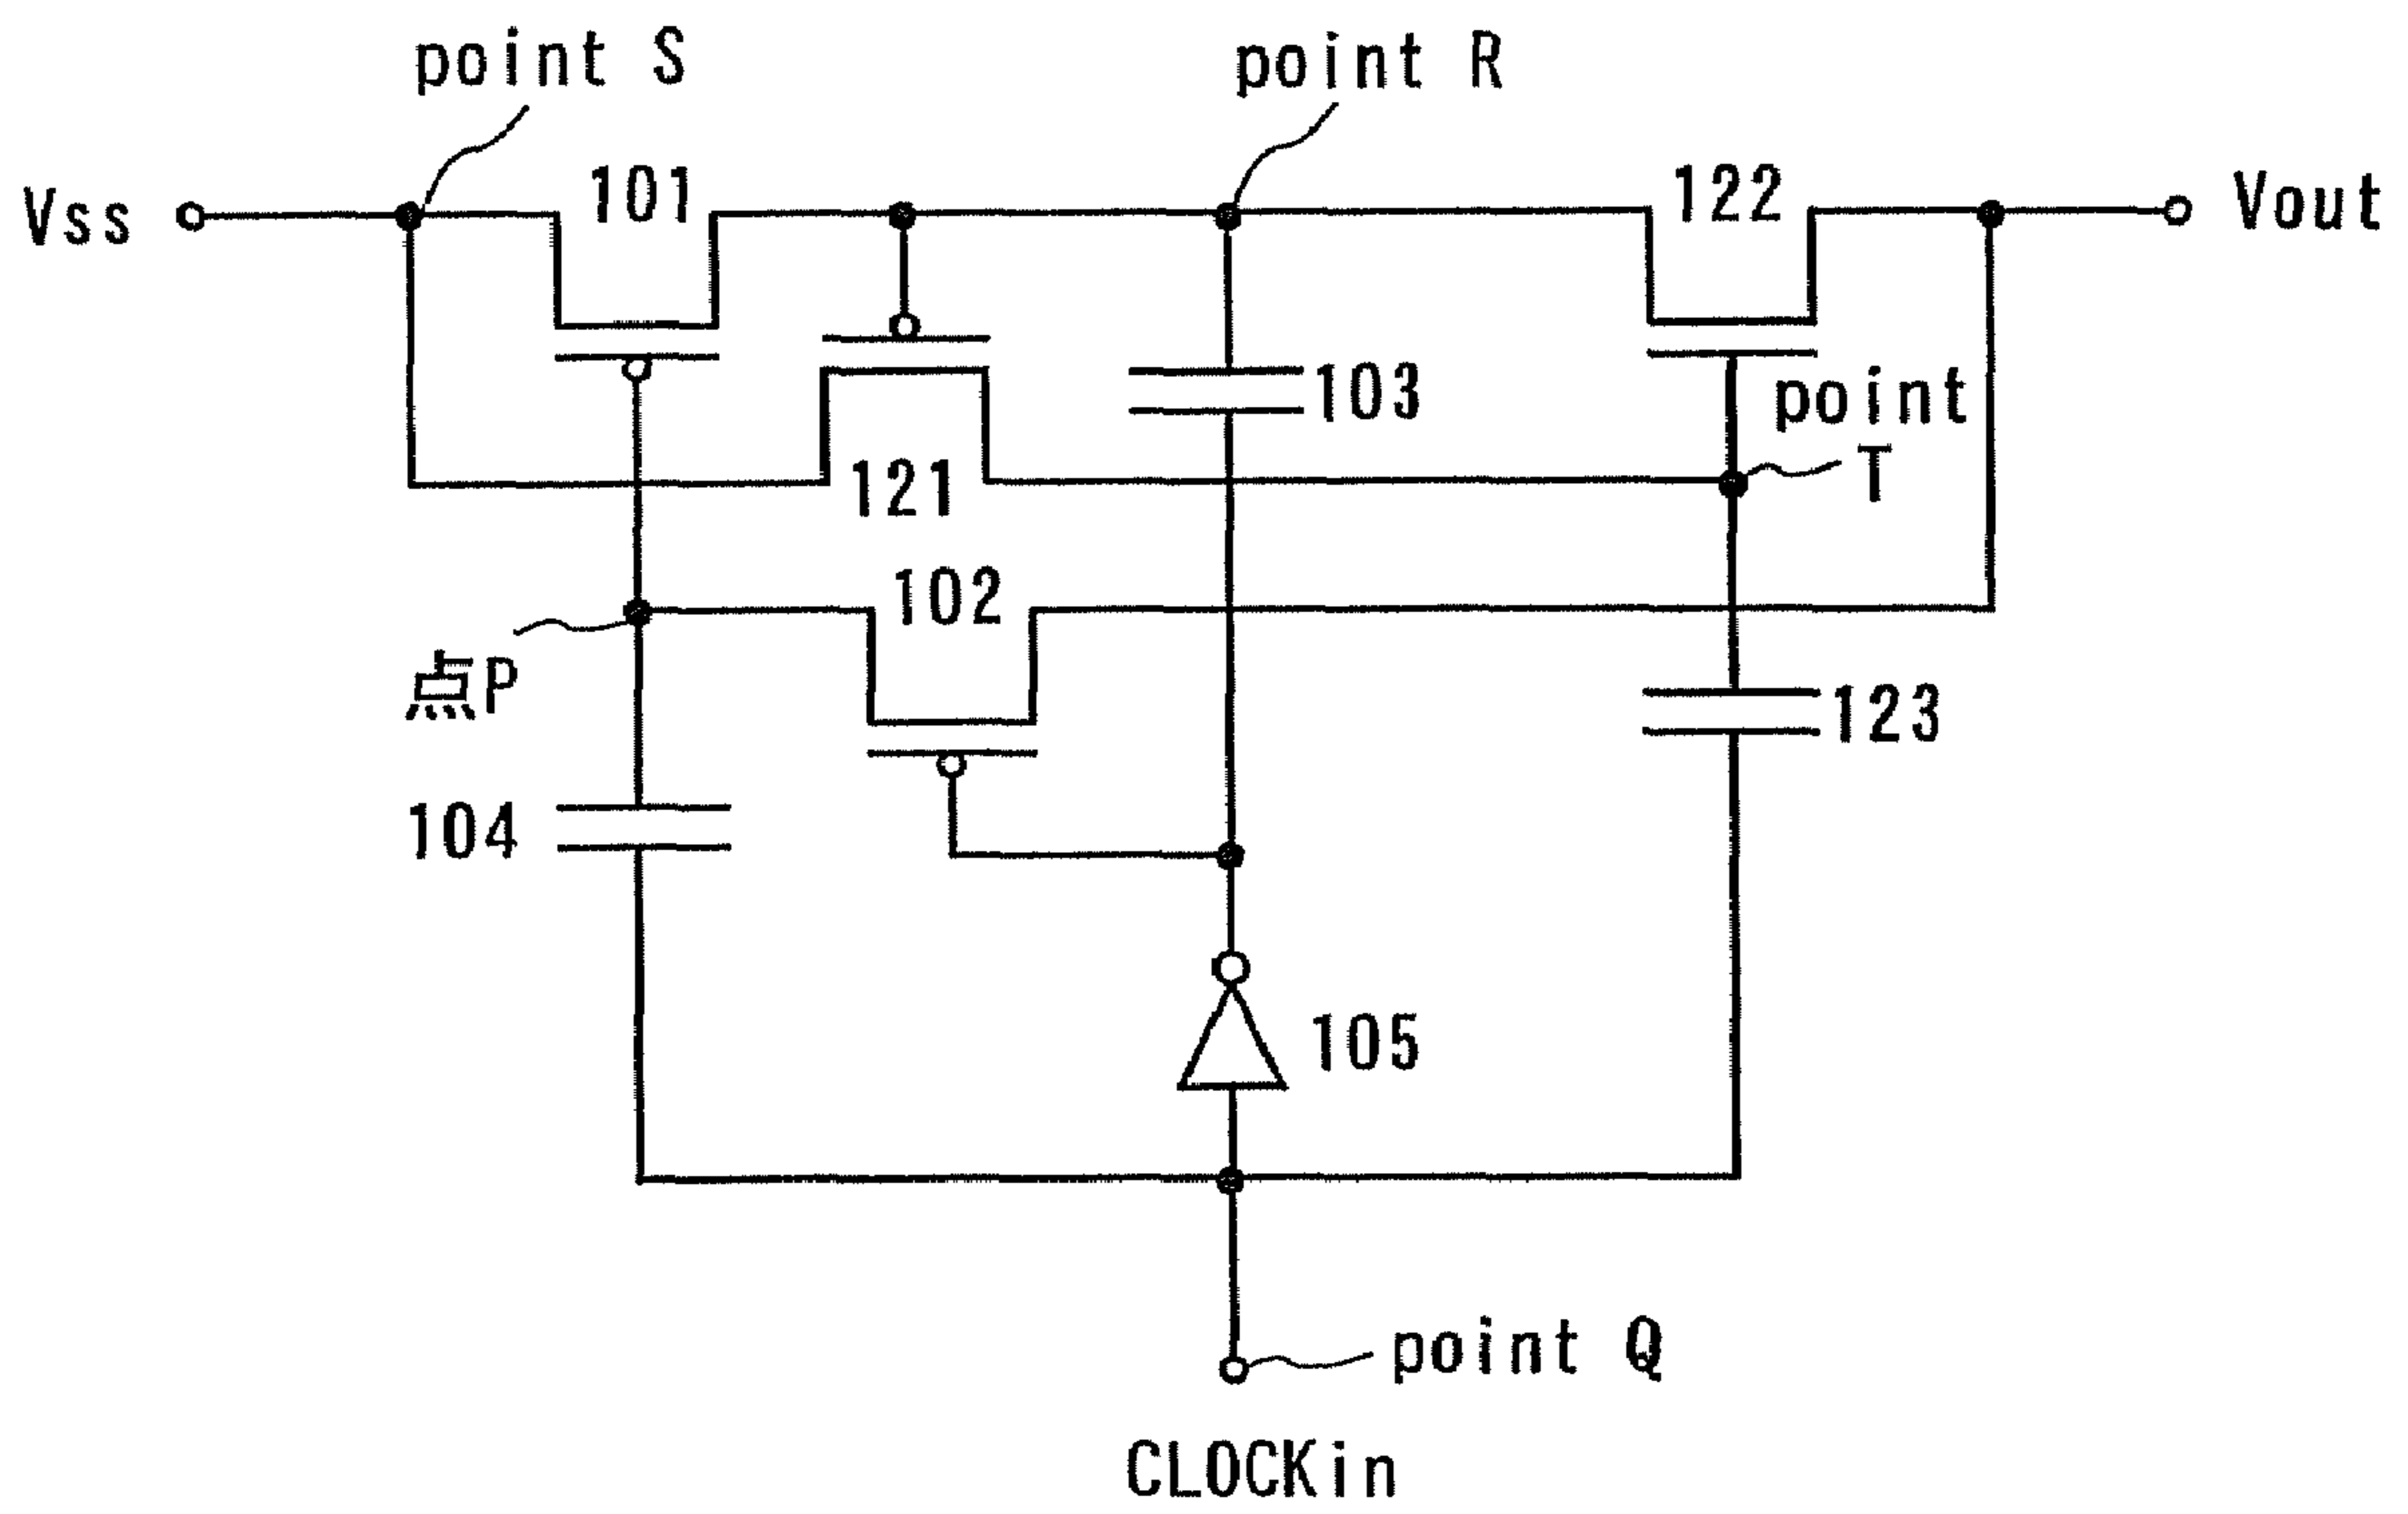 point S
point R
101
122
Vss
Vout
103
point
T
121
102
点P
123
104
105
point Q
CLOCKin